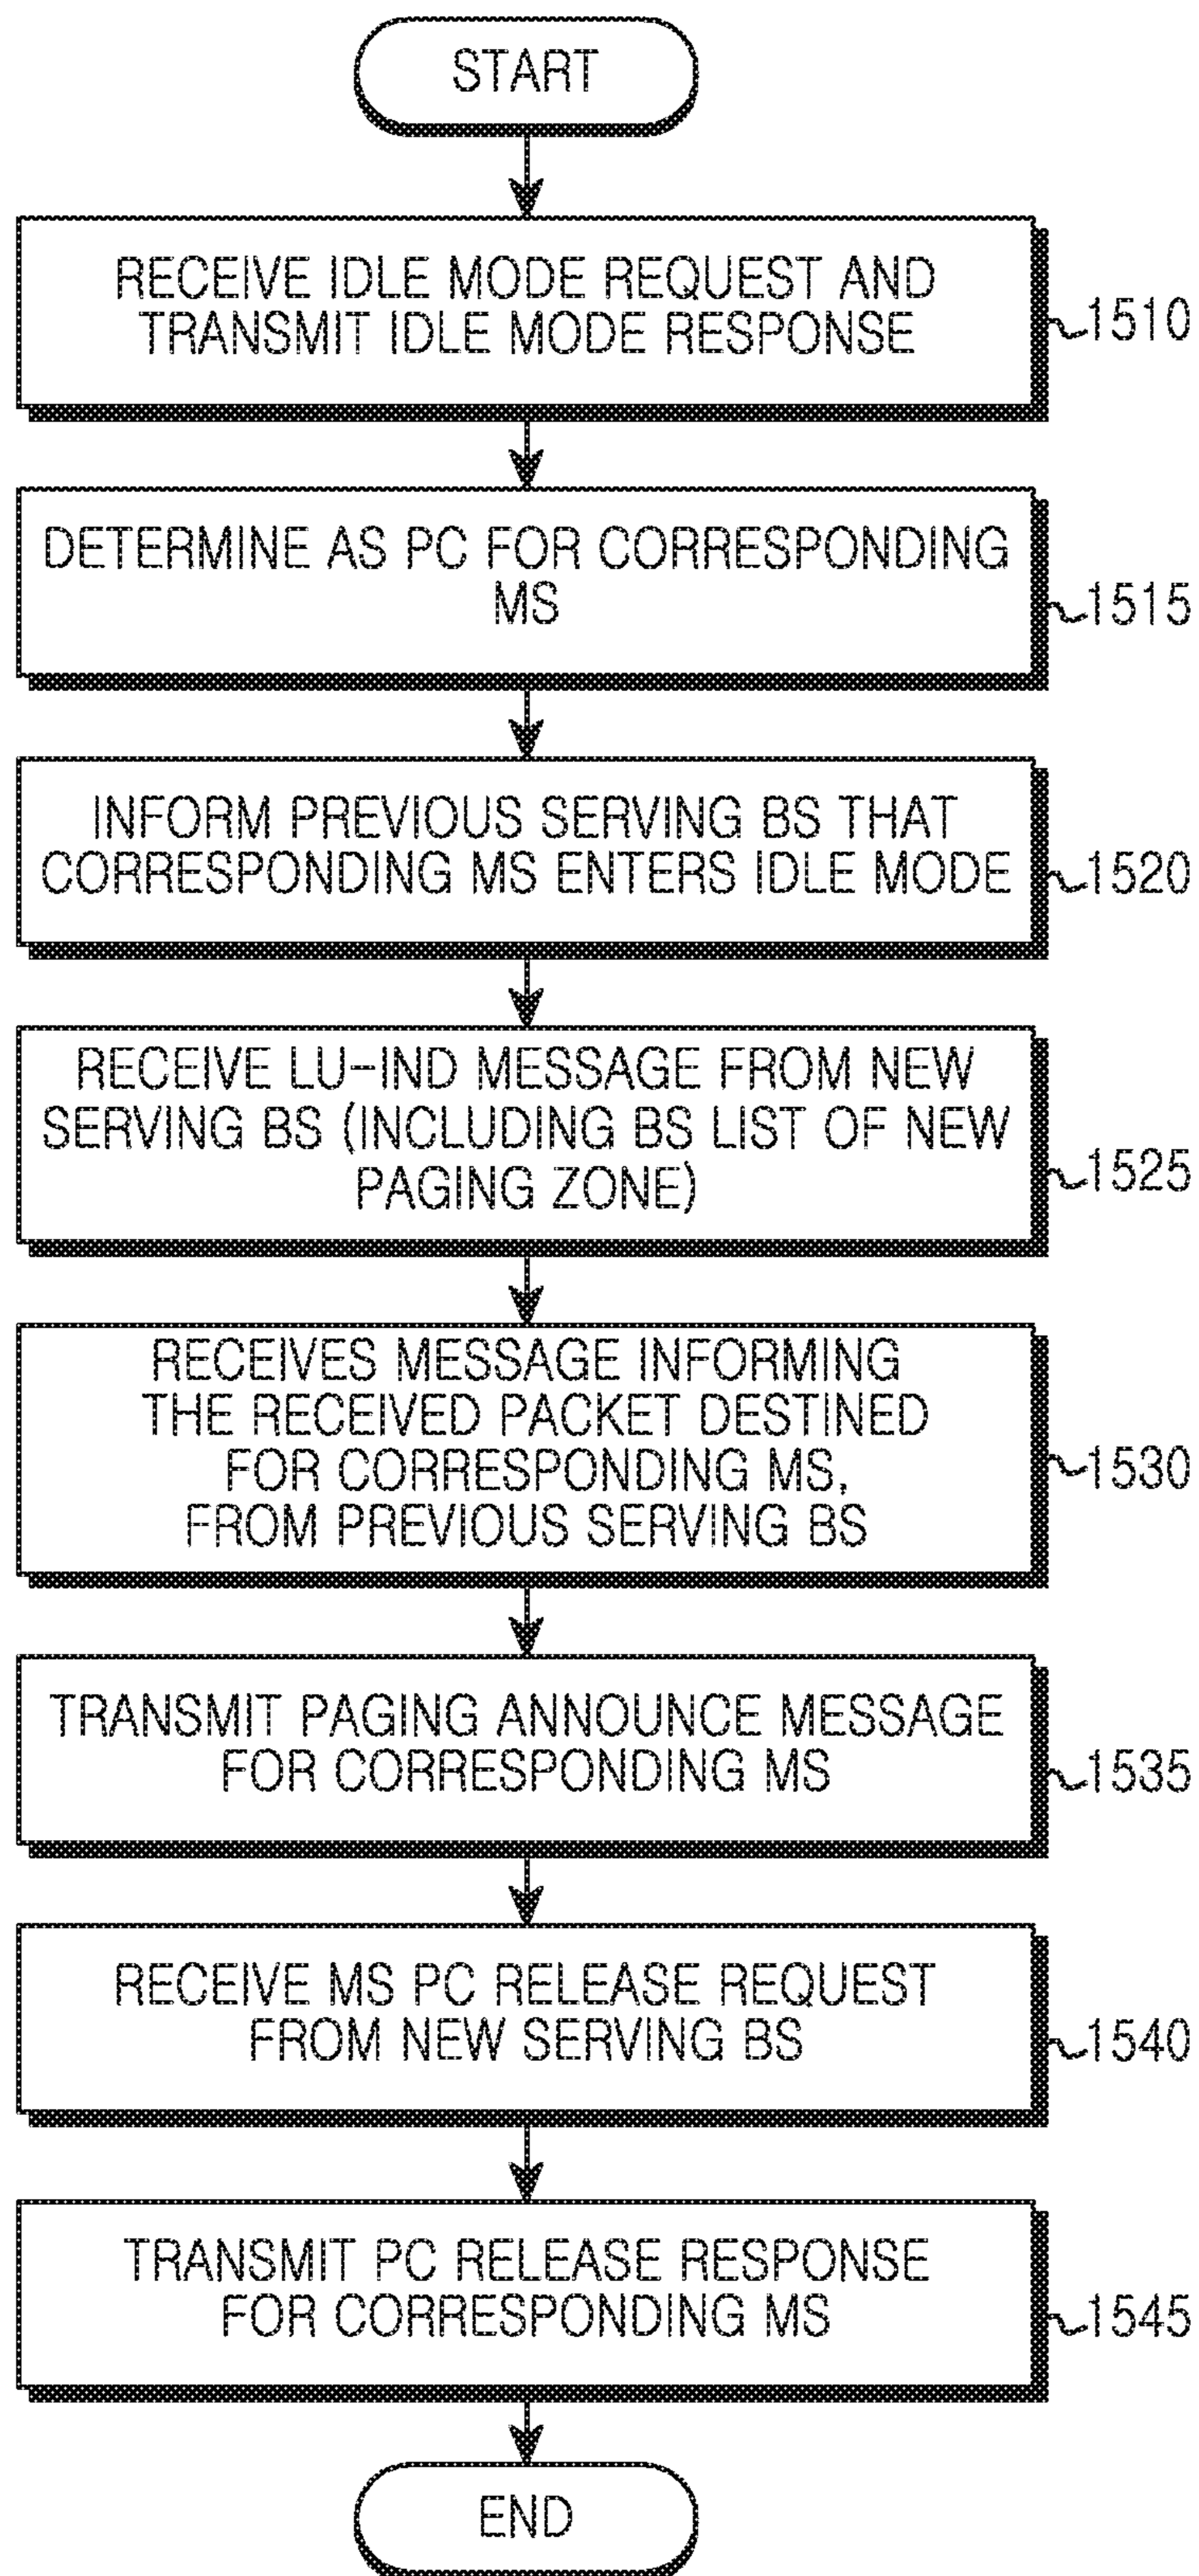 START
RECEIVE IDLE MODE REQUEST AND
TRANSMIT IDLE MODE RESPONSE
1510
DETERMINE AS PC FOR CORRESPONDING
MS
1515
INFORM PREVIOUS SERVING BS THAT
CORRESPONDING MS ENTERS IDLE MODE
1520
RECEIVE LU-IND MESSAGE FROM NEW
SERVING BS (INCLUDING BS LIST OF NEW
PAGING ZONE)
1525
RECEIVES MESSAGE INFORMING
THE RECEIVED PACKET DESTINED
FOR CORRESPONDING MS,
FROM PREVIOUS SERVING BS
1530
TRANSMIT PAGING ANNOUNCE MESSAGE
FOR CORRESPONDING MS
1535
RECEIVE MS PC RELEASE REQUEST
FROM NEW SERVING BS
1540
TRANSMIT PC RELEASE RESPONSE
FOR CORRESPONDING MS
1545
END